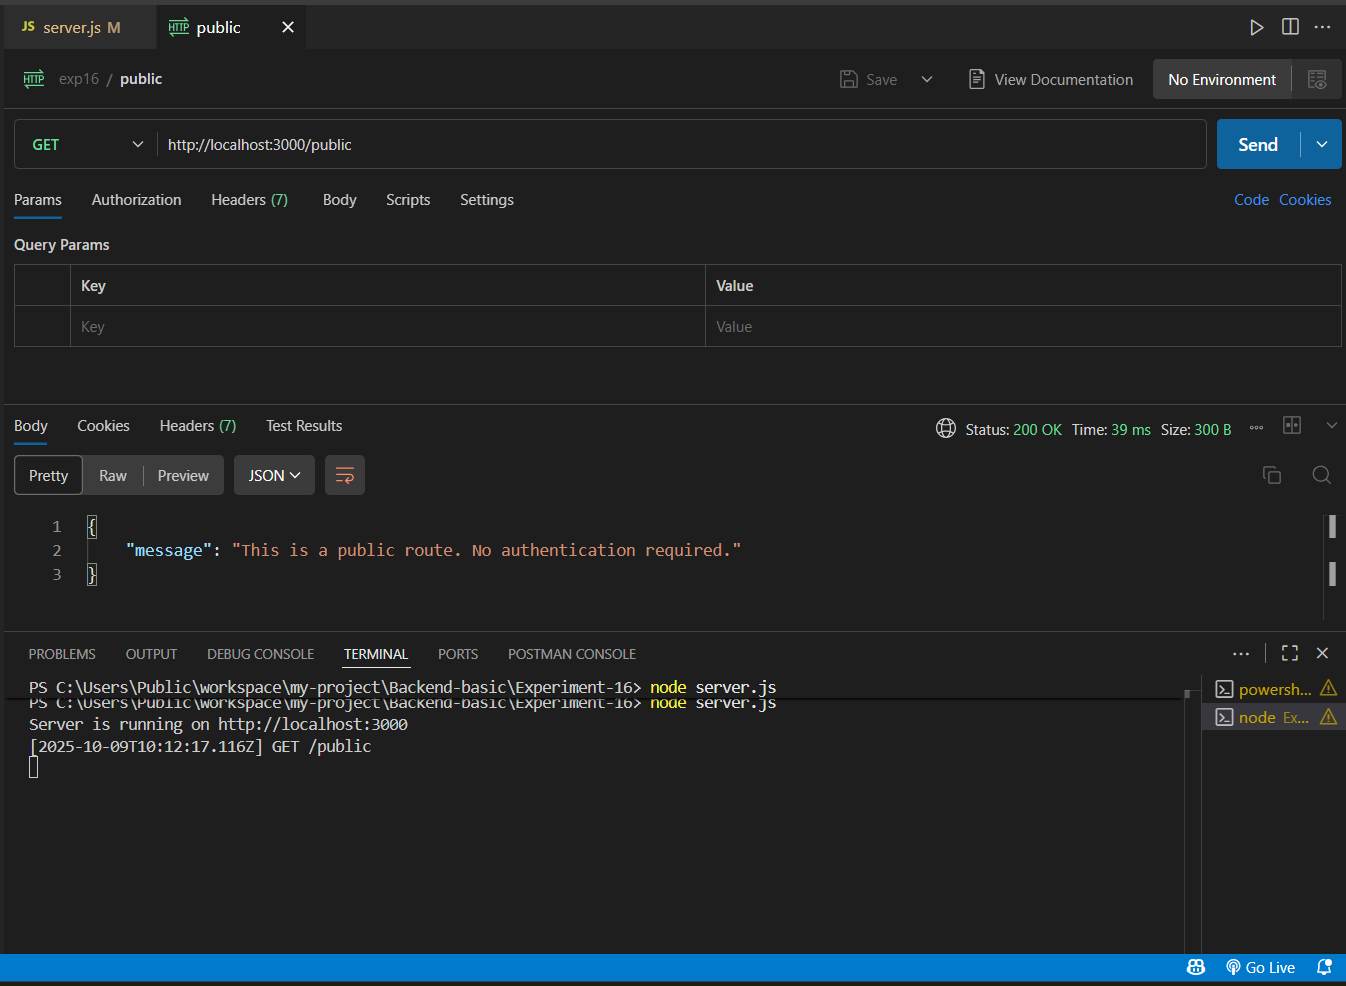 JS server.js M
HTTP public
HTTP exp16 / public Save View Documentation No Environment
GET http://localhost:3000/public Send
Params Authorization Headers (7) Body Scripts Settings Code Cookies
Query Params
Key Value
Key Value
Body Cookies Headers (7) Test Results Status: 200 OK Time: 39 ms Size: 300 B
Pretty Raw Preview JSON
1 {
2 "message": "This is a public route. No authentication required."
3 }
PROBLEMS OUTPUT DEBUG CONSOLE TERMINAL PORTS POSTMAN CONSOLE
PS C:\Users\Public\workspace\my-project\Backend-basic\Experiment-16> node server.js
PS C:\Users\Public\workspace\my-project\Backend-basic\Experiment-16> node server.js
Server is running on http://localhost:3000
[2025-10-09T10:12:17.116Z] GET /public
powersh...
node Ex...
Go Live